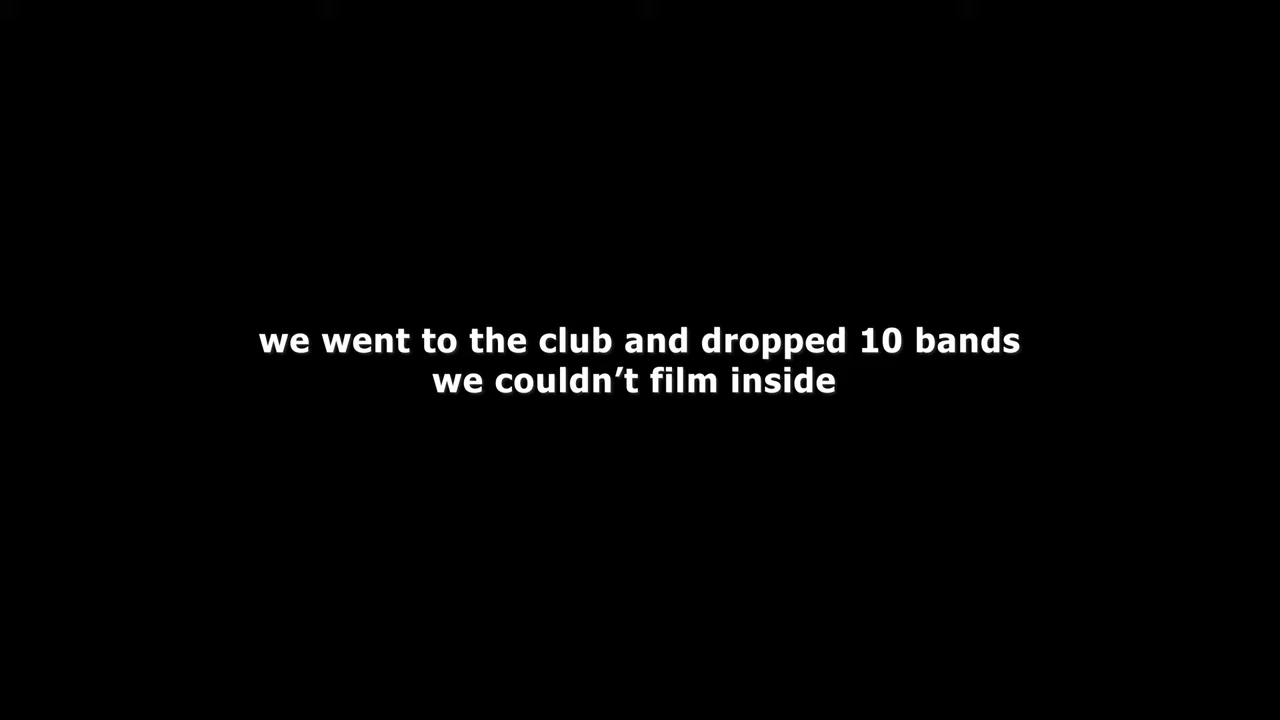 we went to the club and dropped 10 bands
we couldn’t film inside